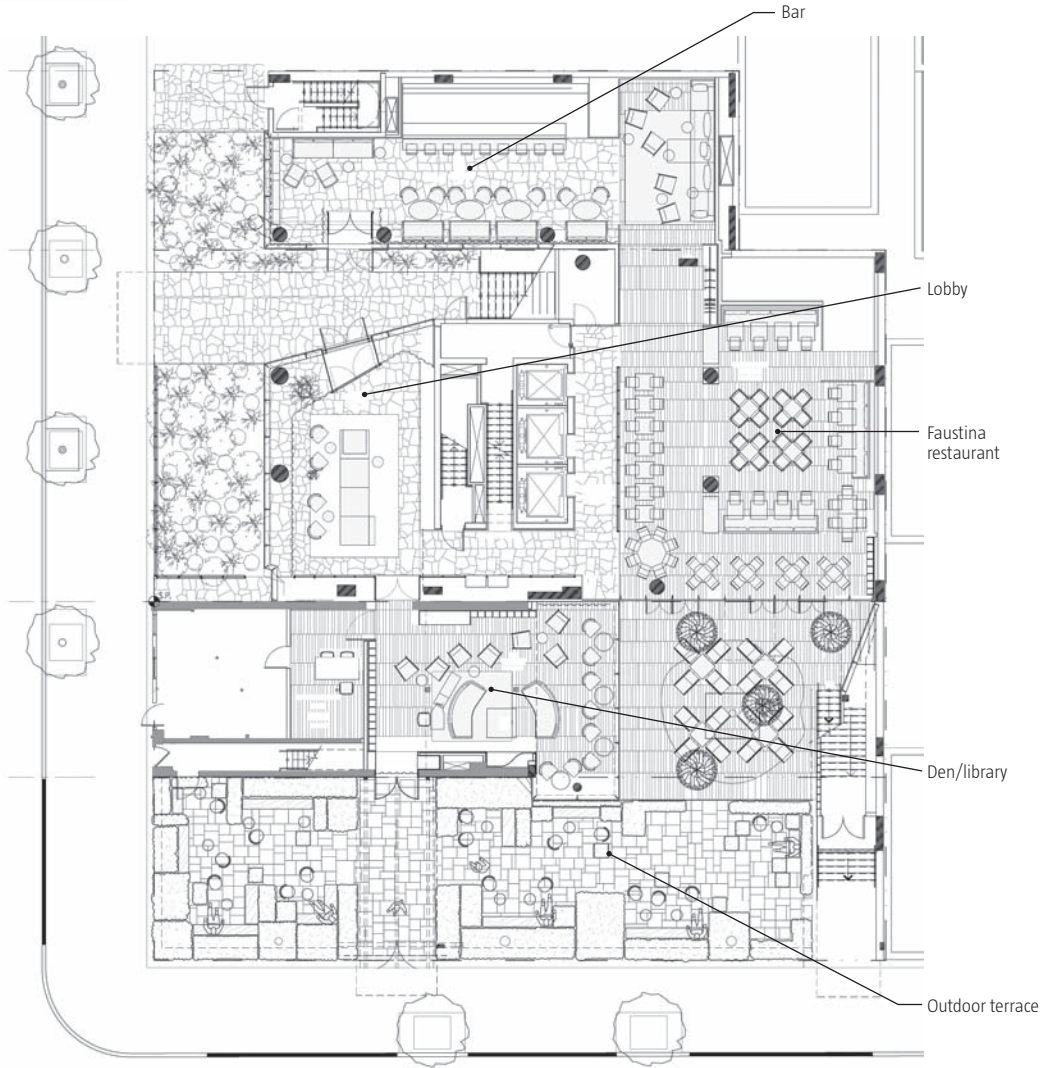 Bar
Lobby
Faustina
restaurant
S.P.
Den/library
Outdoor terrace